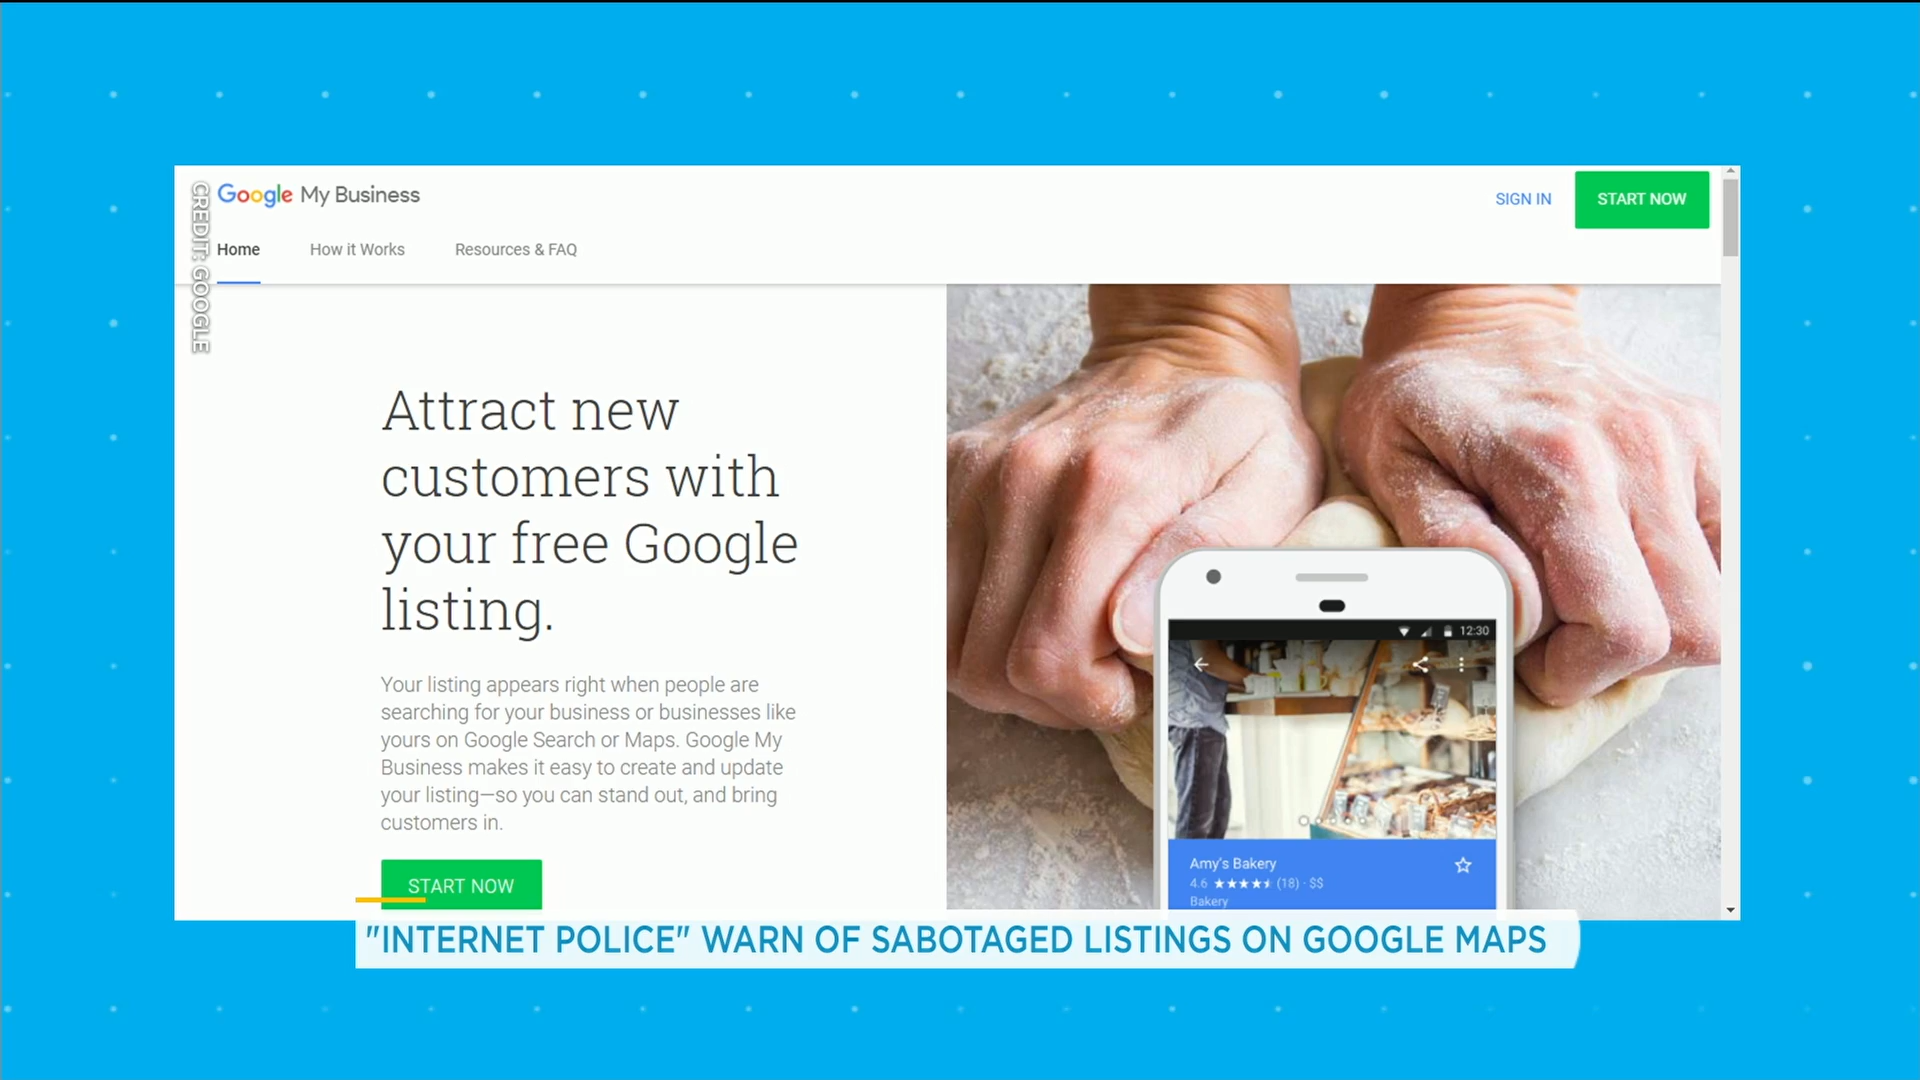 CREDIT: GOOGLE
Google My Business
SIGN IN
START NOW
Home
How it Works
Resources & FAQ
Attract new
customers with
your free Google
listing.
Your listing appears right when people are
searching for your business or businesses like
yours on Google Search or Maps. Google My
Business makes it easy to create and update
your listing—so you can stand out, and bring
customers in.
START NOW
12:30
Amy's Bakery
4.6 ★★★★⯨ (18) · $$
Bakery
"INTERNET POLICE" WARN OF SABOTAGED LISTINGS ON GOOGLE MAPS